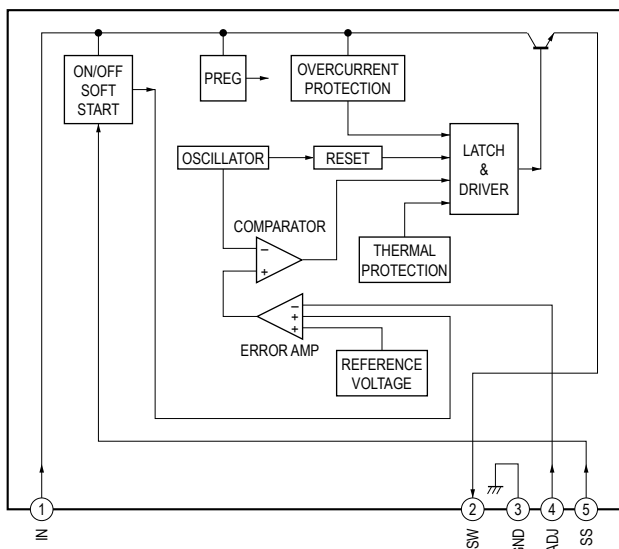 ON/OFF
SOFT
START
PREG
OVERCURRENT
PROTECTION
OSCILLATOR
RESET
LATCH
&
DRIVER
COMPARATOR
–
+
THERMAL
PROTECTION
–
+
+
ERROR AMP
REFERENCE
VOLTAGE
1
2
3
4
5
IN
SW
GND
ADJ
SS